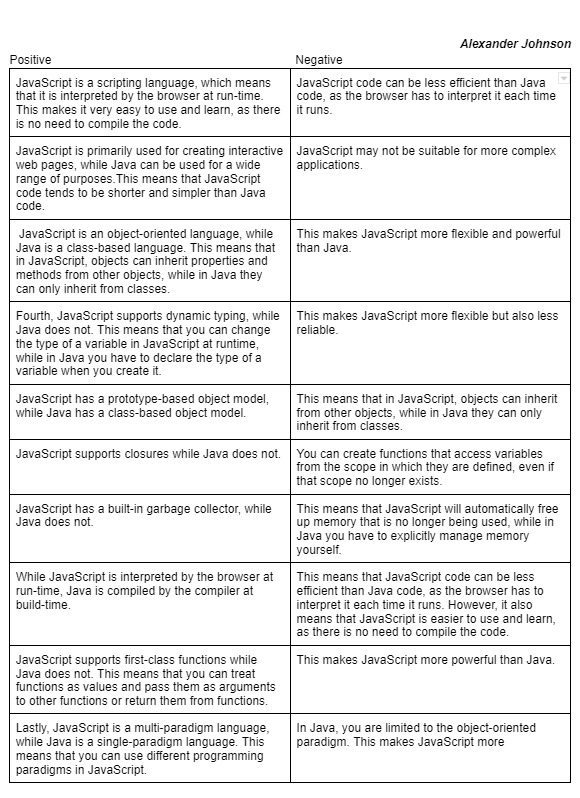 Alexander Johnson
Positive
Negative
JavaScript is a scripting language, which means
that it is interpreted by the browser at run-time.
This makes it very easy to use and learn, as there
is no need to compile the code.
JavaScript code can be less efficient than Java
code, as the browser has to interpret it each time
it runs.
JavaScript is primarily used for creating interactive
web pages, while Java can be used for a wide
range of purposes.This means that JavaScript
code tends to be shorter and simpler than Java
code.
JavaScript may not be suitable for more complex
applications.
JavaScript is an object-oriented language, while
Java is a class-based language. This means that
in JavaScript, objects can inherit properties and
methods from other objects, while in Java they
can only inherit from classes.
This makes JavaScript more flexible and powerful
than Java.
Fourth, JavaScript supports dynamic typing, while
Java does not. This means that you can change
the type of a variable in JavaScript at runtime,
while in Java you have to declare the type of a
variable when you create it.
This makes JavaScript more flexible but also less
reliable.
JavaScript has a prototype-based object model,
while Java has a class-based object model.
This means that in JavaScript, objects can inherit
from other objects, while in Java they can only
inherit from classes.
JavaScript supports closures while Java does not.
You can create functions that access variables
from the scope in which they are defined, even if
that scope no longer exists.
JavaScript has a built-in garbage collector, while
Java does not.
This means that JavaScript will automatically free
up memory that is no longer being used, while in
Java you have to explicitly manage memory
yourself.
While JavaScript is interpreted by the browser at
run-time, Java is compiled by the compiler at
build-time.
This means that JavaScript code can be less
efficient than Java code, as the browser has to
interpret it each time it runs. However, it also
means that JavaScript is easier to use and learn,
as there is no need to compile the code.
JavaScript supports first-class functions while
Java does not. This means that you can treat
functions as values and pass them as arguments
to other functions or return them from functions.
This makes JavaScript more powerful than Java.
Lastly, JavaScript is a multi-paradigm language,
while Java is a single-paradigm language. This
means that you can use different programming
paradigms in JavaScript.
In Java, you are limited to the object-oriented
paradigm. This makes JavaScript more